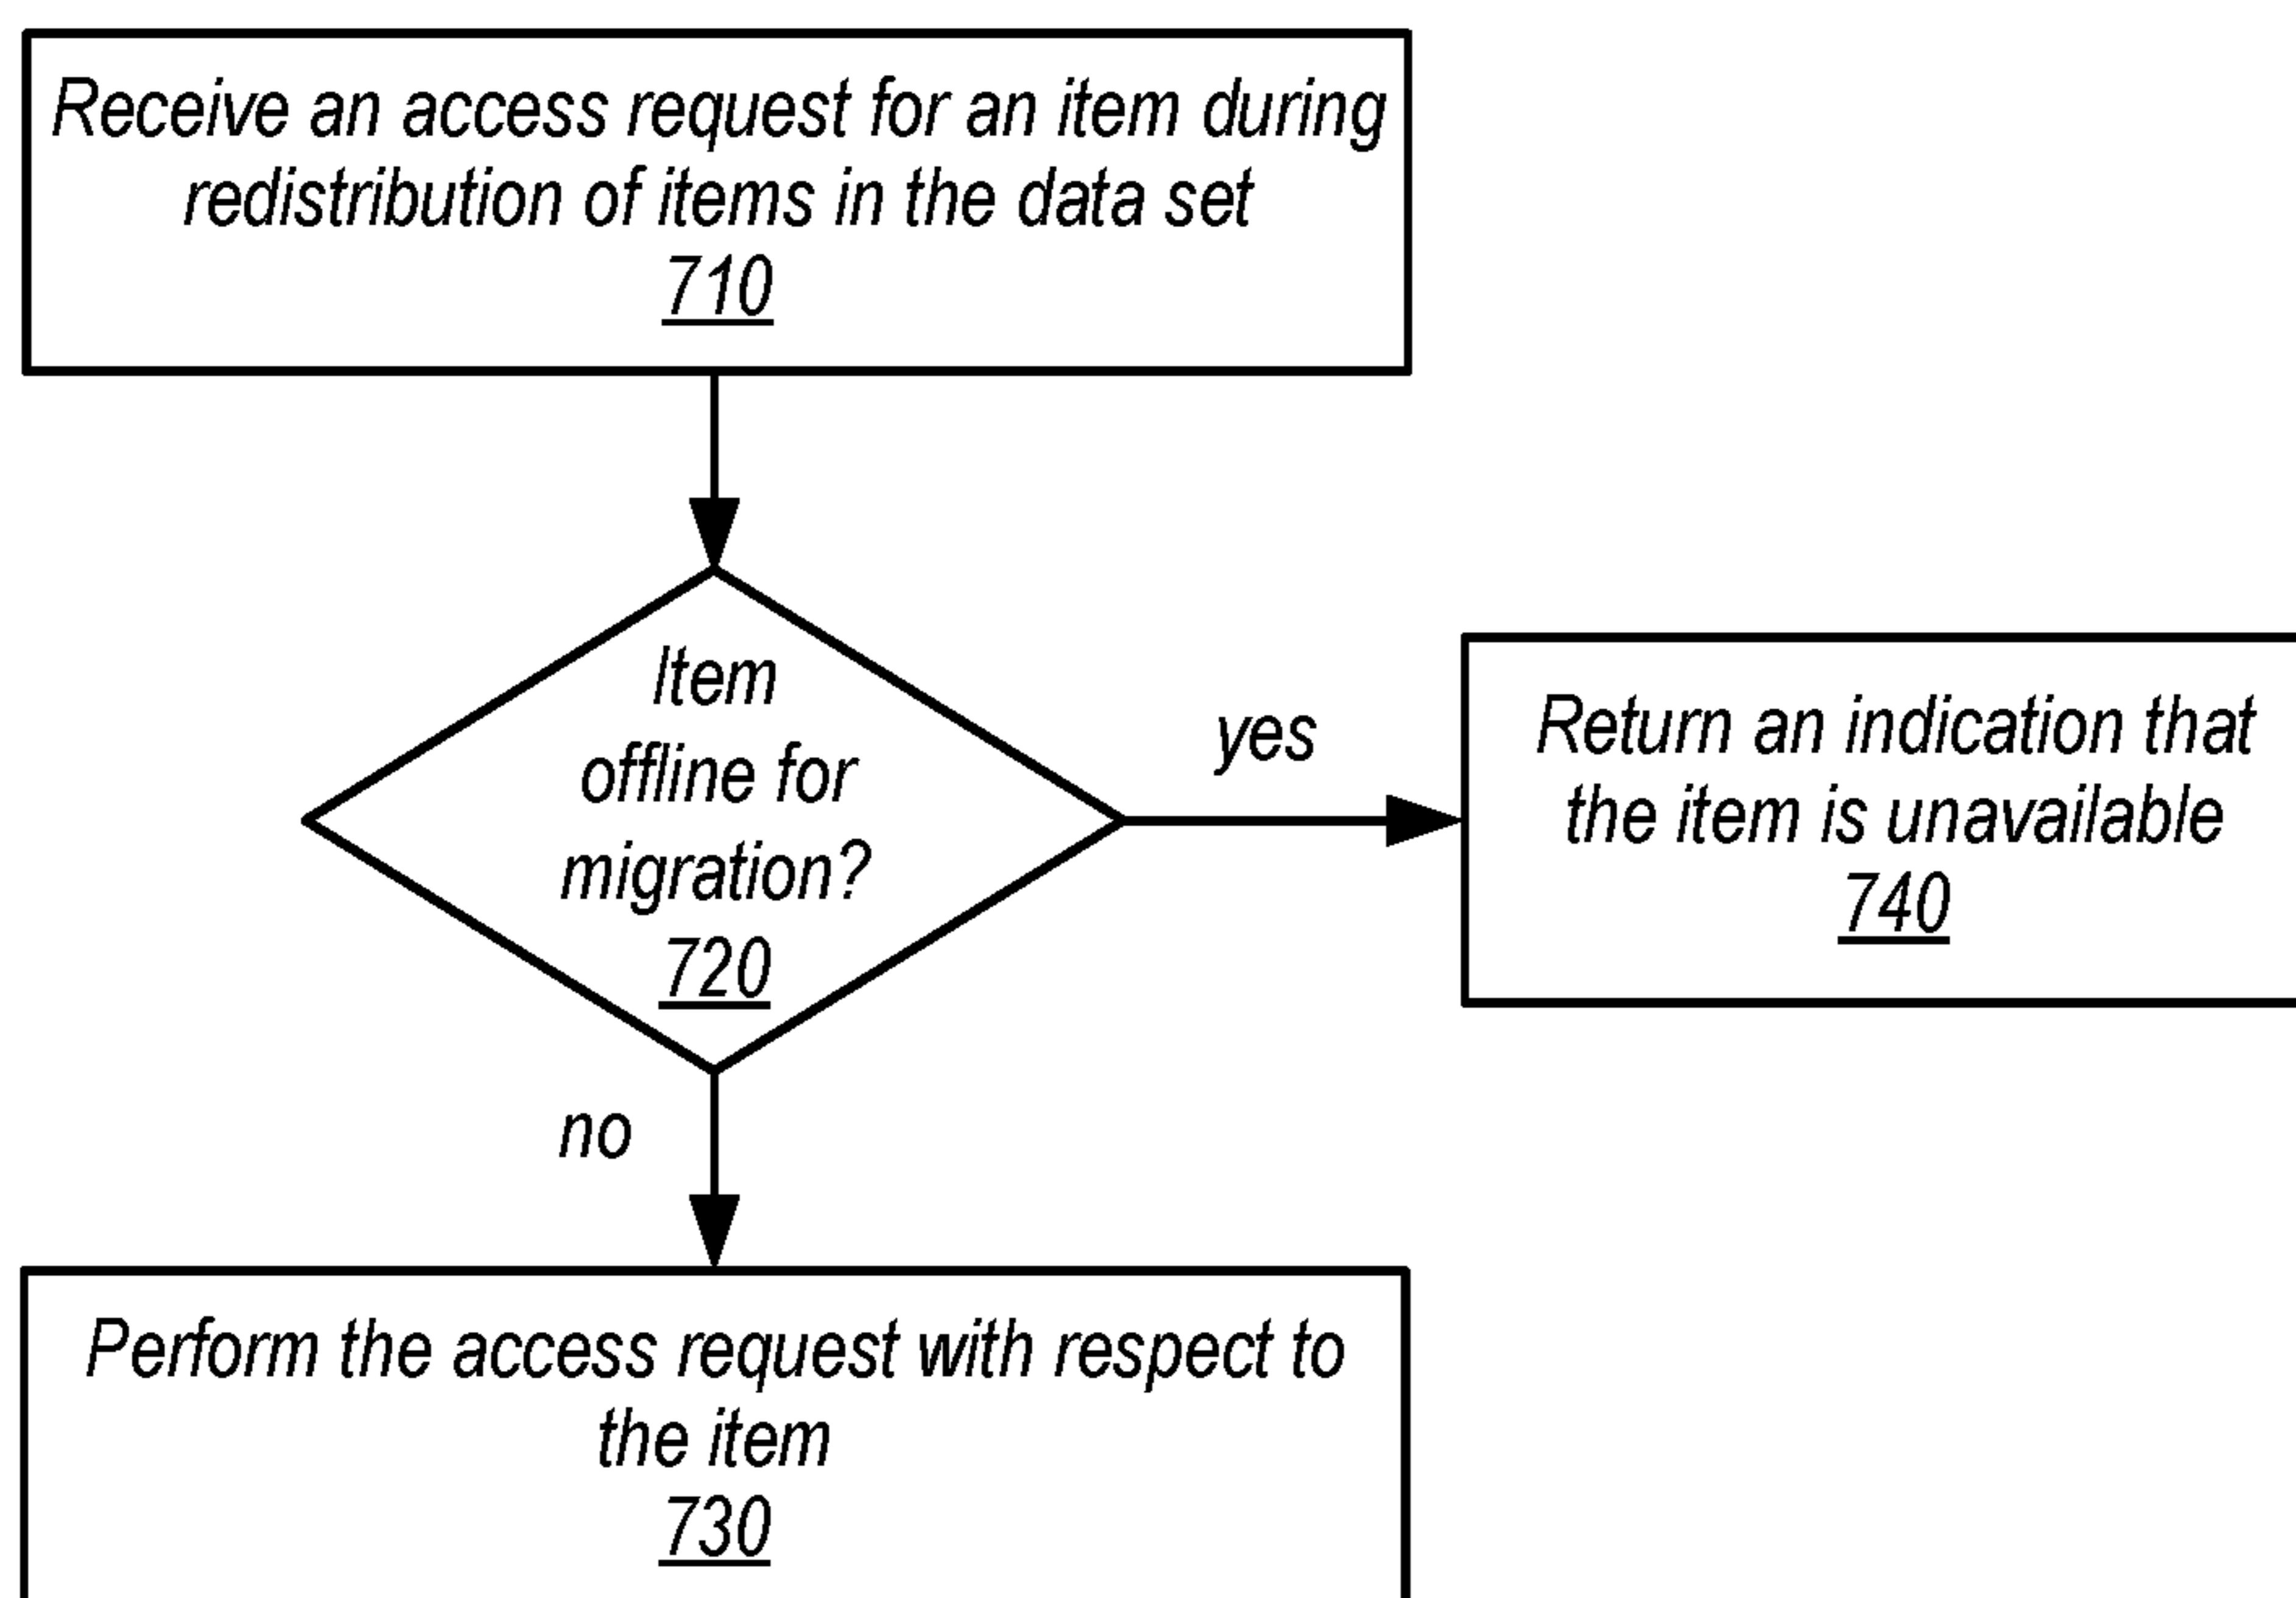 Receive an access request for an item during
redistribution of items in the data set
710
Item
offline for
migration?
720
yes
Return an indication that
the item is unavailable
740
no
Perform the access request with respect to
the item
730